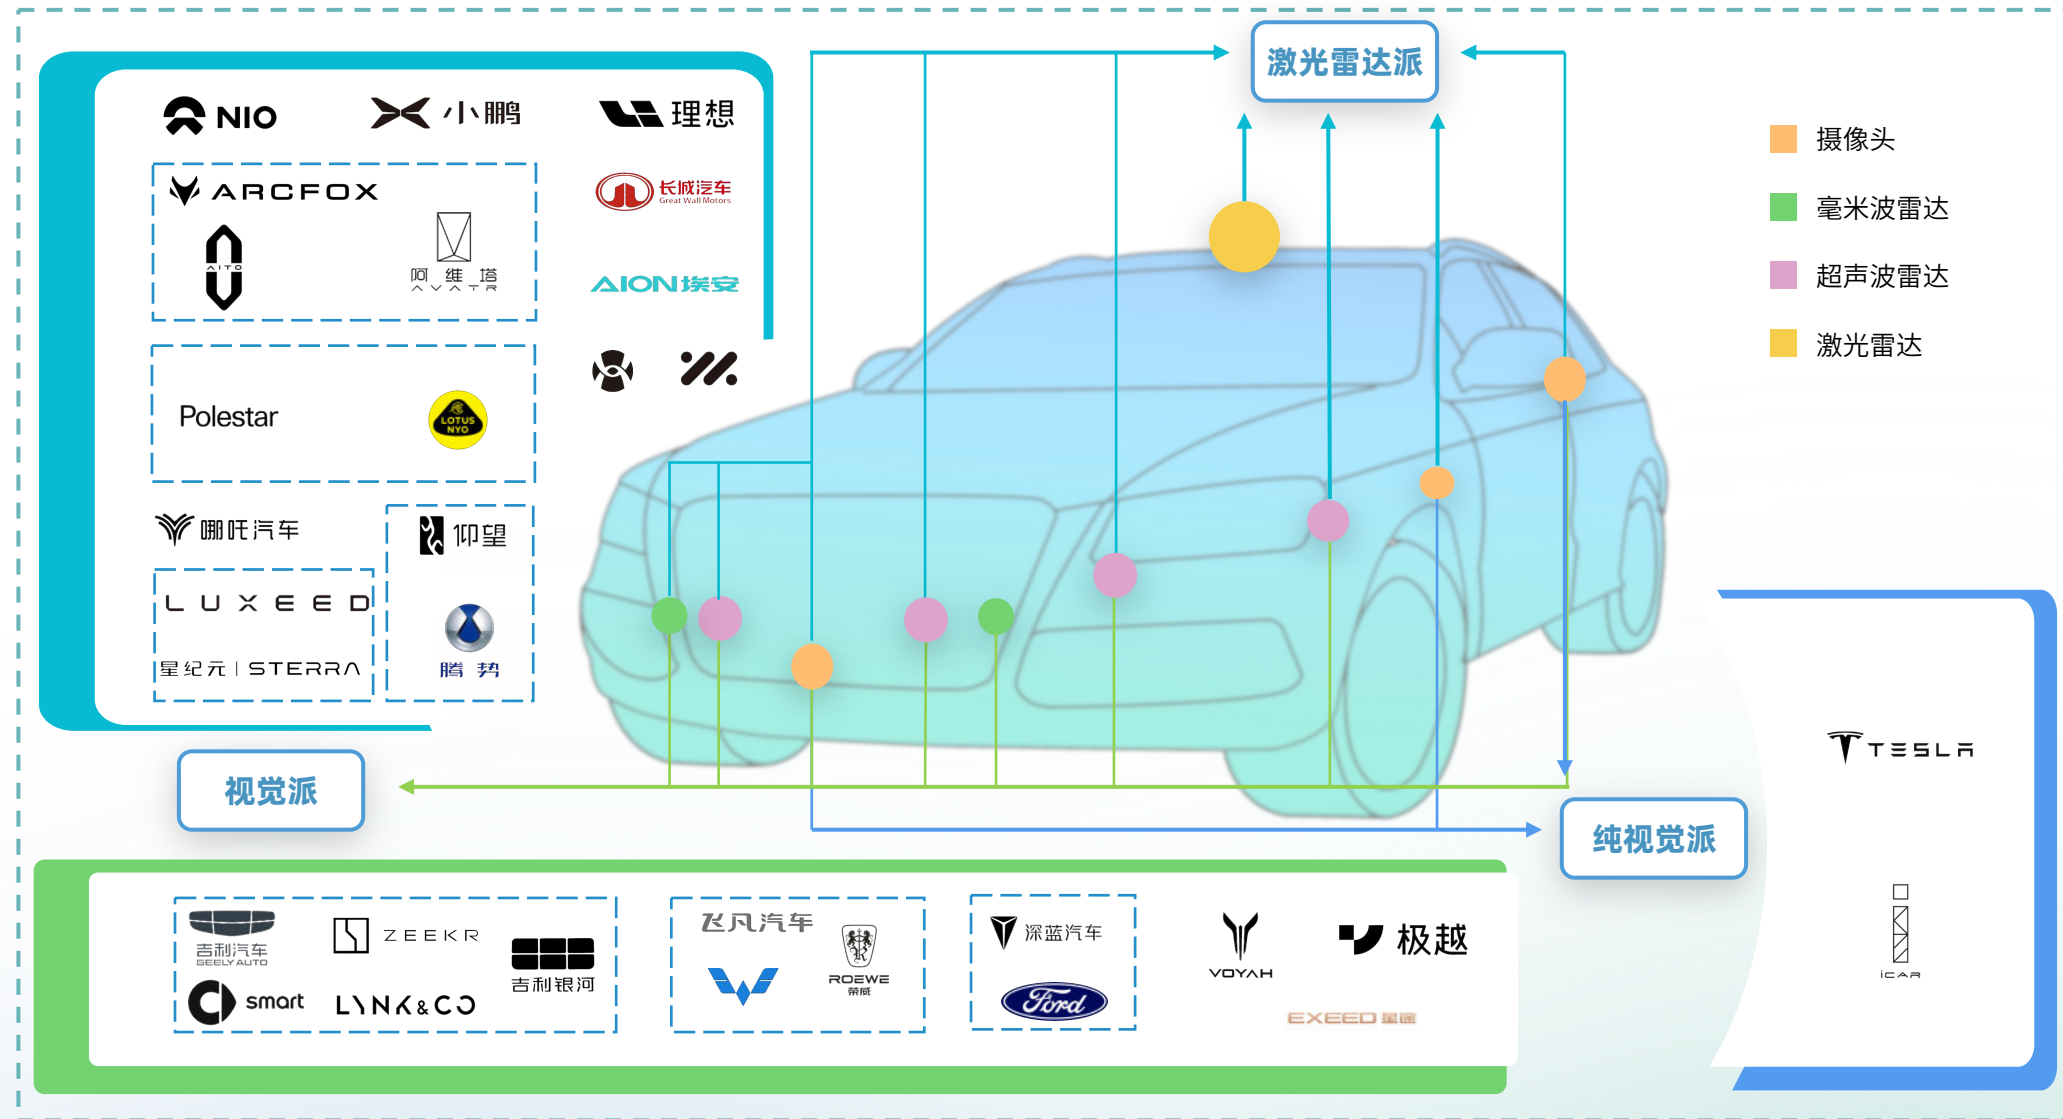 激光雷达派
NIO
小鹏
理想
ARCFOX
长城汽车
Great Wall Motors
AITO
阿维塔
AVATR
AION埃安
Polestar
LOTUS
NYO
哪吒汽车
仰望
LUXEED
腾势
星纪元 | STERRA
摄像头
毫米波雷达
超声波雷达
激光雷达
视觉派
纯视觉派
TESLA
iCAR
吉利汽车
GEELY AUTO
ZEEKR
吉利银河
smart
LYNK&CO
飞凡汽车
R
ROEWE
荣威
深蓝汽车
Ford
VOYAH
极越
EXEED 星途